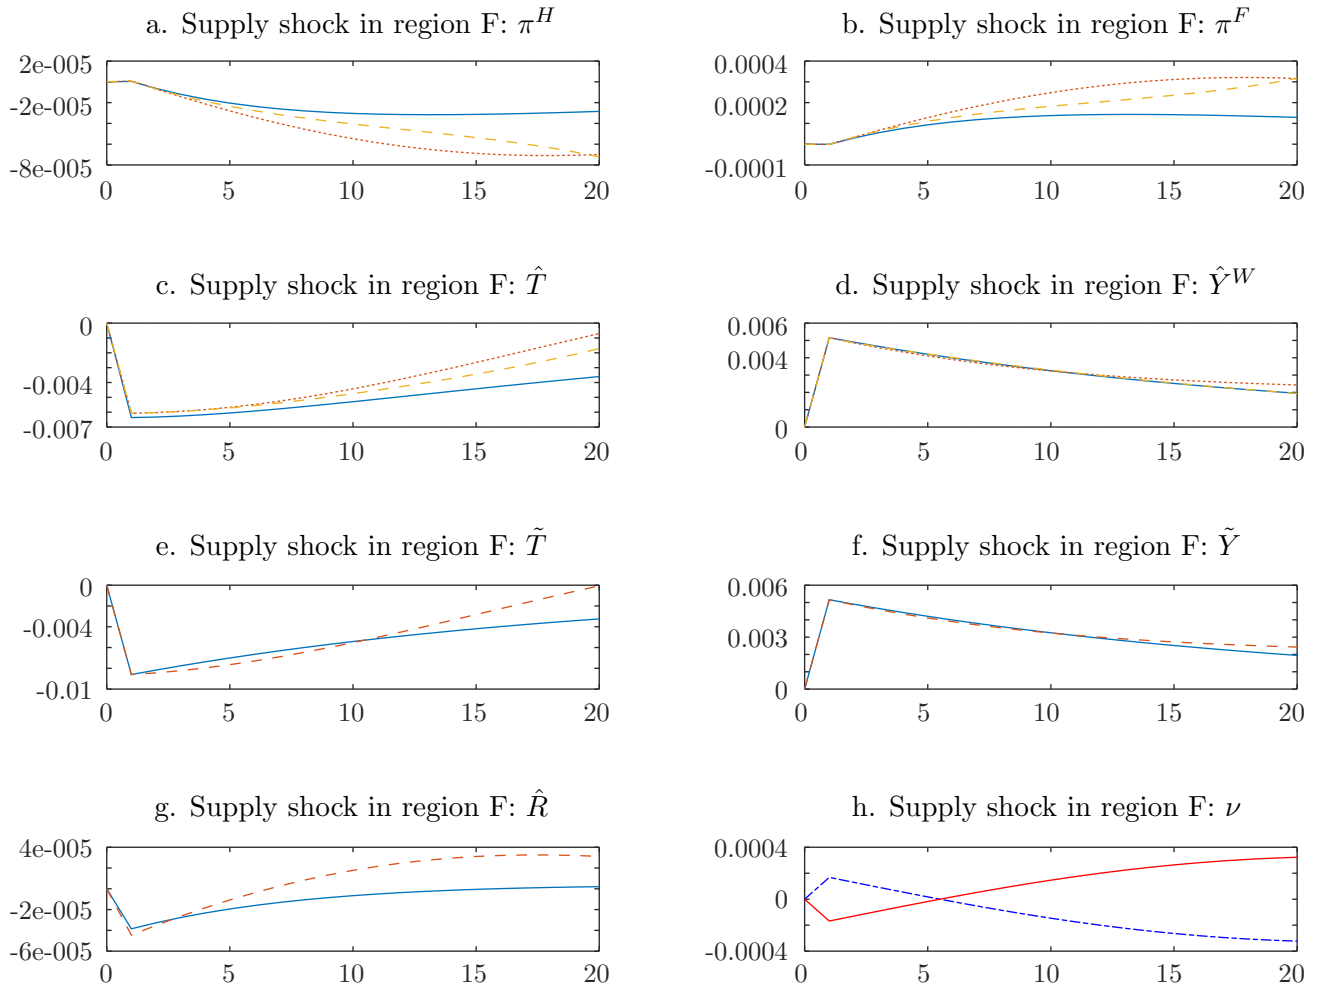 a. Supply shock in region F: π^H
2e-005
-2e-005
-8e-005
0 5 10 15 20
b. Supply shock in region F: π^F
0.0004
0.0002
-0.0001
0 5 10 15 20
c. Supply shock in region F: T̂
0
-0.004
-0.007
0 5 10 15 20
d. Supply shock in region F: Ŷ^W
0.006
0.004
0
0 5 10 15 20
e. Supply shock in region F: T̃
0
-0.004
-0.01
0 5 10 15 20
f. Supply shock in region F: Ỹ
0.006
0.003
0
0 5 10 15 20
g. Supply shock in region F: R̂
4e-005
-2e-005
-6e-005
0 5 10 15 20
h. Supply shock in region F: ν
0.0004
0
-0.0004
0 5 10 15 20